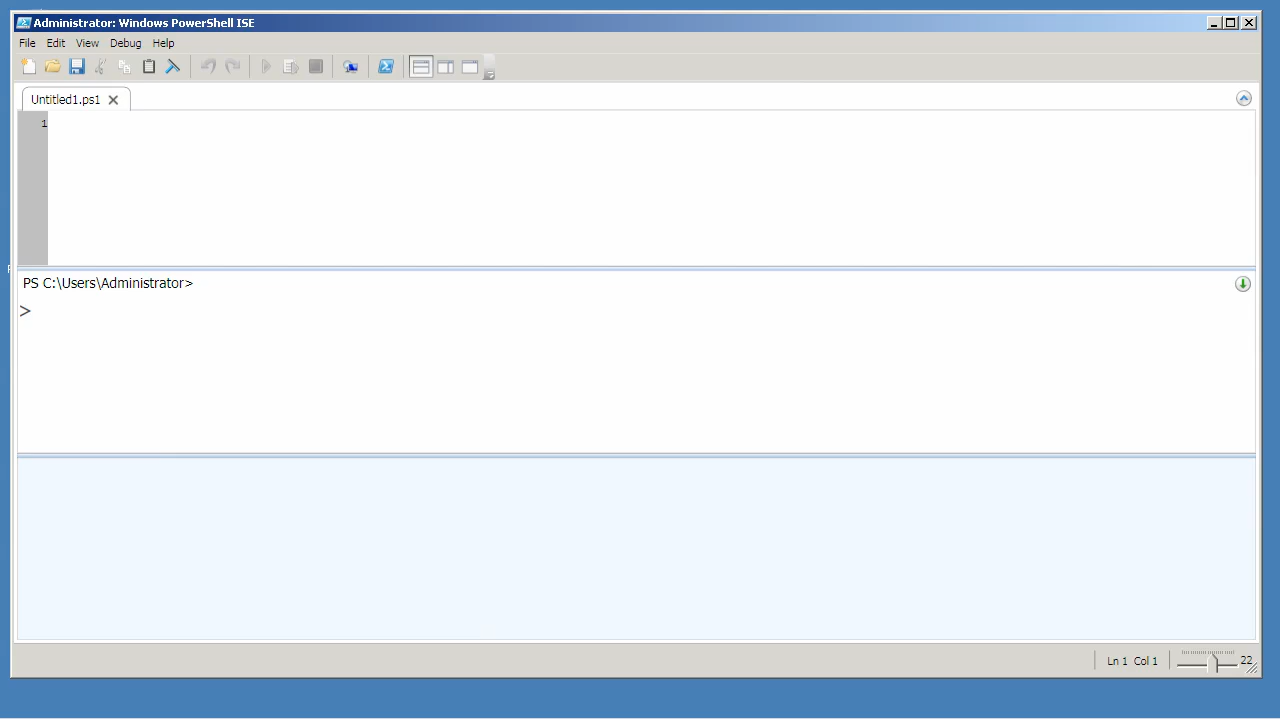 Administrator: Windows PowerShell ISE
File Edit View Debug Help
Untitled1.ps1
1
PS C:\Users\Administrator>
>
Ln 1 Col 1 22